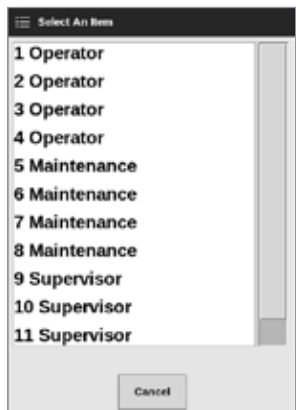 Select An Item
1 Operator
2 Operator
3 Operator
4 Operator
5 Maintenance
6 Maintenance
7 Maintenance
8 Maintenance
9 Supervisor
10 Supervisor
11 Supervisor
Cancel